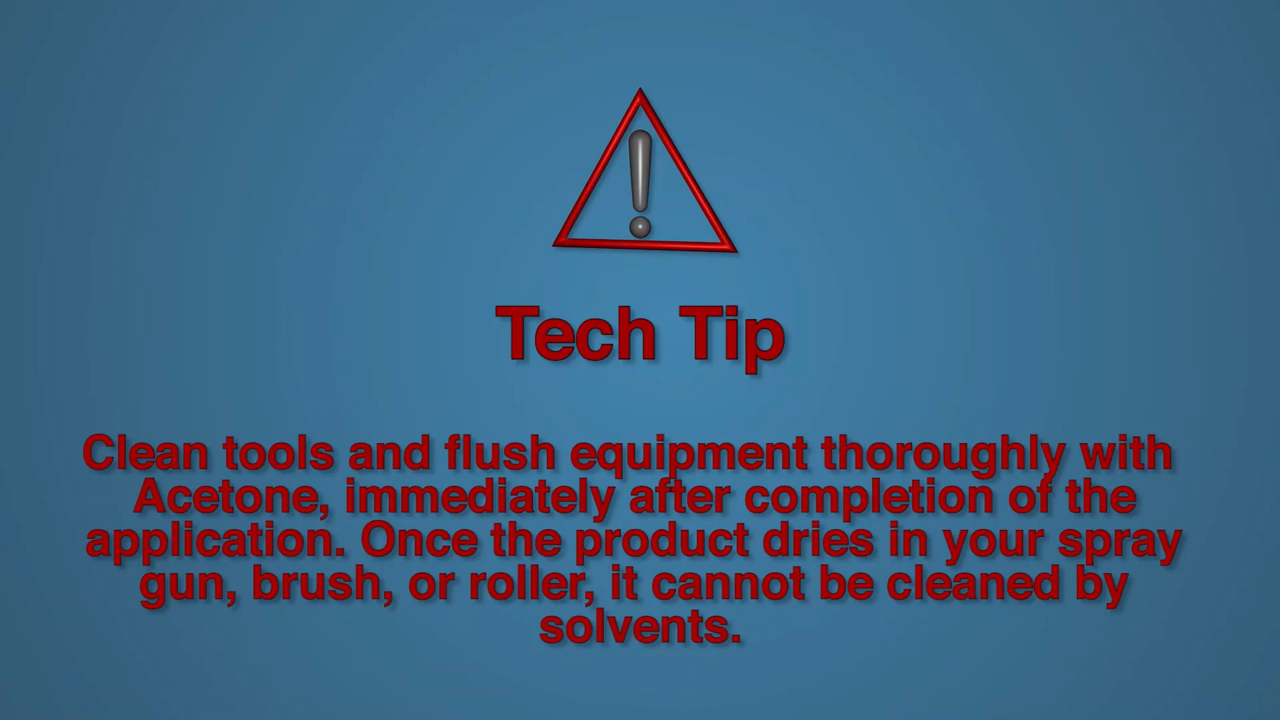 Tech Tip
Clean tools and flush equipment thoroughly with
Acetone, immediately after completion of the
application. Once the product dries in your spray
gun, brush, or roller, it cannot be cleaned by
solvents.